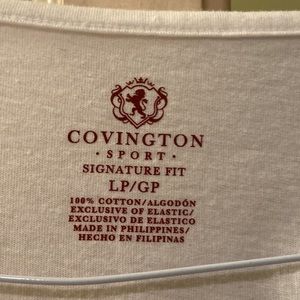 COVINGTON
· SPORT ·
SIGNATURE FIT
LP/GP
100% COTTON/ALGODÓN
EXCLUSIVE OF ELASTIC/
EXCLUSIVO DE ELASTICO
MADE IN PHILIPPINES/
HECHO EN FILIPINAS